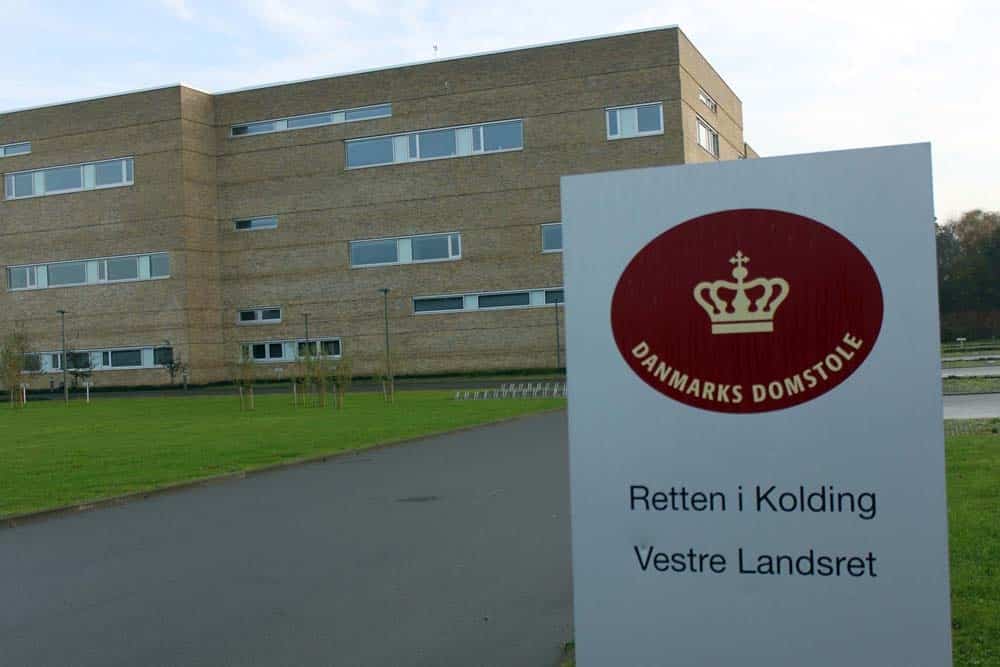 DANMARKS DOMSTOLE
Retten i Kolding
Vestre Landsret